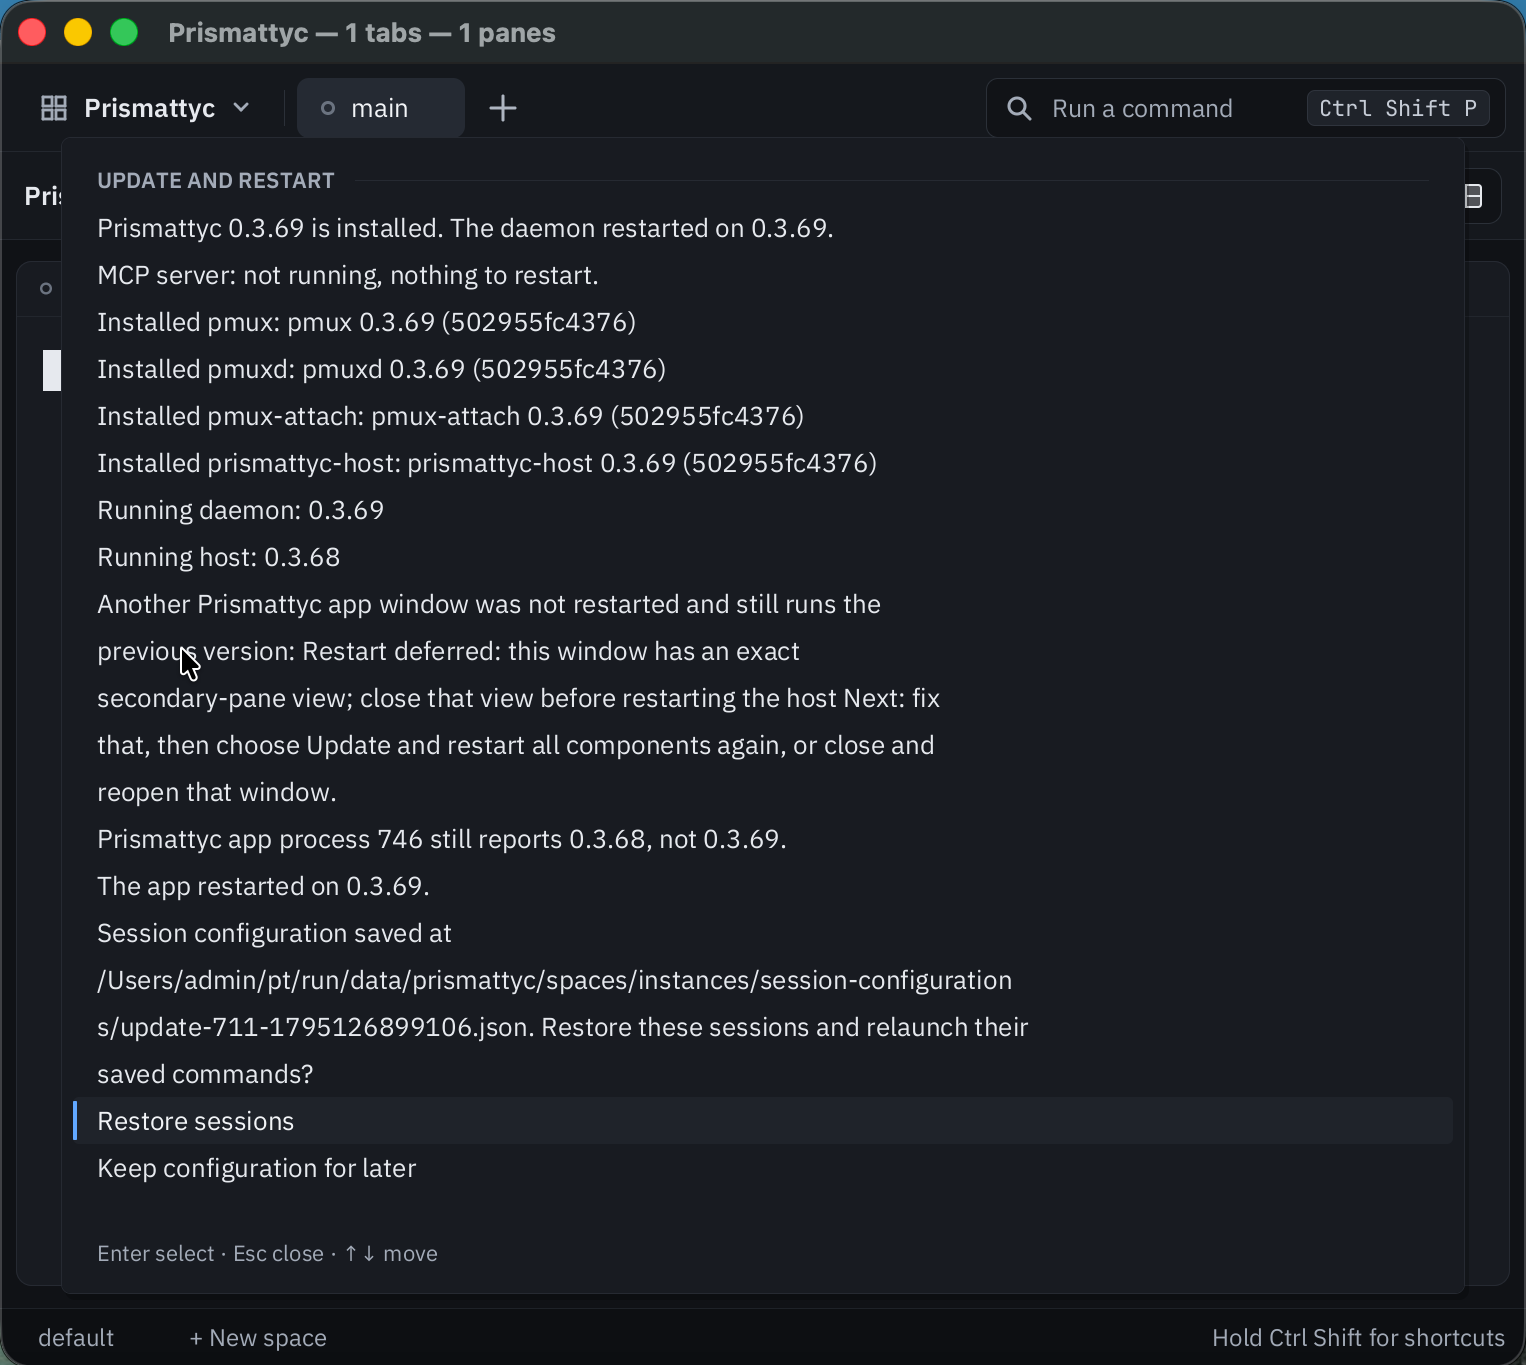 Prismattyc — 1 tabs — 1 panes
Prismattyc
main
Run a command
Ctrl Shift P
UPDATE AND RESTART
Prismattyc 0.3.69 is installed. The daemon restarted on 0.3.69.
MCP server: not running, nothing to restart.
Installed pmux: pmux 0.3.69 (502955fc4376)
Installed pmuxd: pmuxd 0.3.69 (502955fc4376)
Installed pmux-attach: pmux-attach 0.3.69 (502955fc4376)
Installed prismattyc-host: prismattyc-host 0.3.69 (502955fc4376)
Running daemon: 0.3.69
Running host: 0.3.68
Another Prismattyc app window was not restarted and still runs the
previous version: Restart deferred: this window has an exact
secondary-pane view; close that view before restarting the host Next: fix
that, then choose Update and restart all components again, or close and
reopen that window.
Prismattyc app process 746 still reports 0.3.68, not 0.3.69.
The app restarted on 0.3.69.
Session configuration saved at
/Users/admin/pt/run/data/prismattyc/spaces/instances/session-configuration
s/update-711-1795126899106.json. Restore these sessions and relaunch their
saved commands?
Restore sessions
Keep configuration for later
Enter select · Esc close · ↑↓ move
default
+ New space
Hold Ctrl Shift for shortcuts